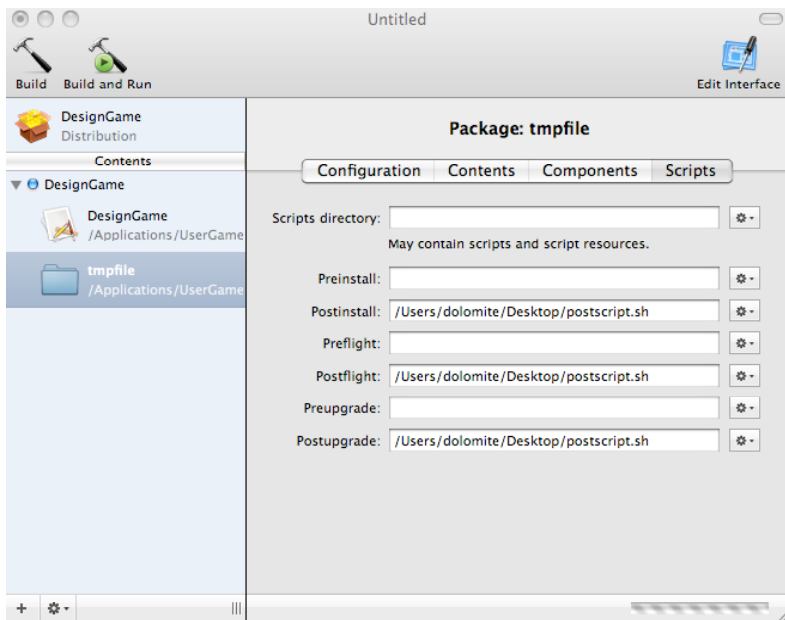 Untitled
Build
Build and Run
Edit Interface
DesignGame
Distribution
Contents
DesignGame
DesignGame
/Applications/UserGame
tmpfile
/Applications/UserGame
Package: tmpfile
Configuration Contents Components Scripts
Scripts directory:
May contain scripts and script resources.
Preinstall:
Postinstall: /Users/dolomite/Desktop/postscript.sh
Preflight:
Postflight: /Users/dolomite/Desktop/postscript.sh
Preupgrade:
Postupgrade: /Users/dolomite/Desktop/postscript.sh